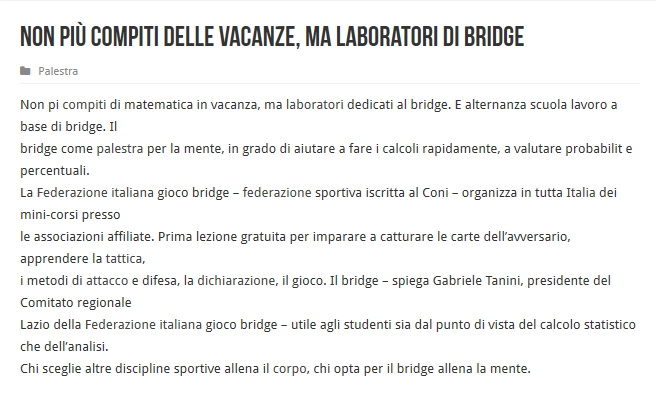 NON PIÙ COMPITI DELLE VACANZE, MA LABORATORI DI BRIDGE
Palestra
Non pi compiti di matematica in vacanza, ma laboratori dedicati al bridge. E alternanza scuola lavoro a
base di bridge. Il
bridge come palestra per la mente, in grado di aiutare a fare i calcoli rapidamente, a valutare probabilit e
percentuali.
La Federazione italiana gioco bridge – federazione sportiva iscritta al Coni – organizza in tutta Italia dei
mini-corsi presso
le associazioni affiliate. Prima lezione gratuita per imparare a catturare le carte dell’avversario,
apprendere la tattica,
i metodi di attacco e difesa, la dichiarazione, il gioco. Il bridge – spiega Gabriele Tanini, presidente del
Comitato regionale
Lazio della Federazione italiana gioco bridge – utile agli studenti sia dal punto di vista del calcolo statistico
che dell’analisi.
Chi sceglie altre discipline sportive allena il corpo, chi opta per il bridge allena la mente.